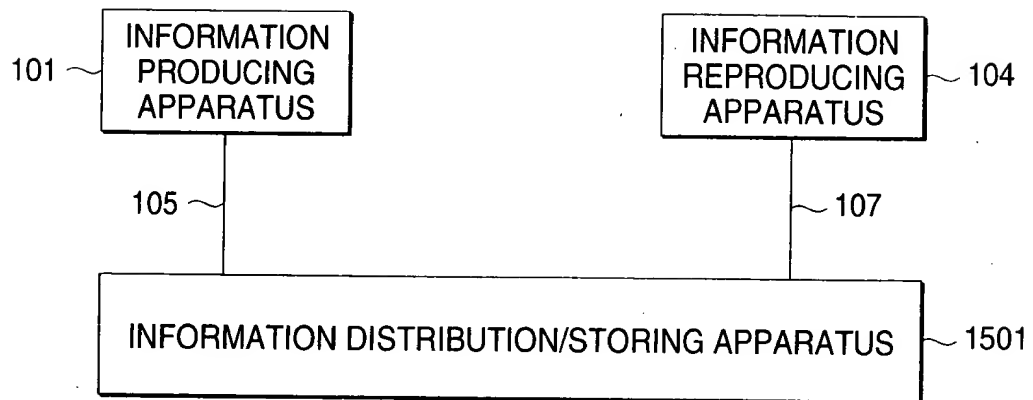 101
INFORMATION
PRODUCING
APPARATUS
INFORMATION
REPRODUCING
APPARATUS
104
105
107
INFORMATION DISTRIBUTION/STORING APPARATUS
1501